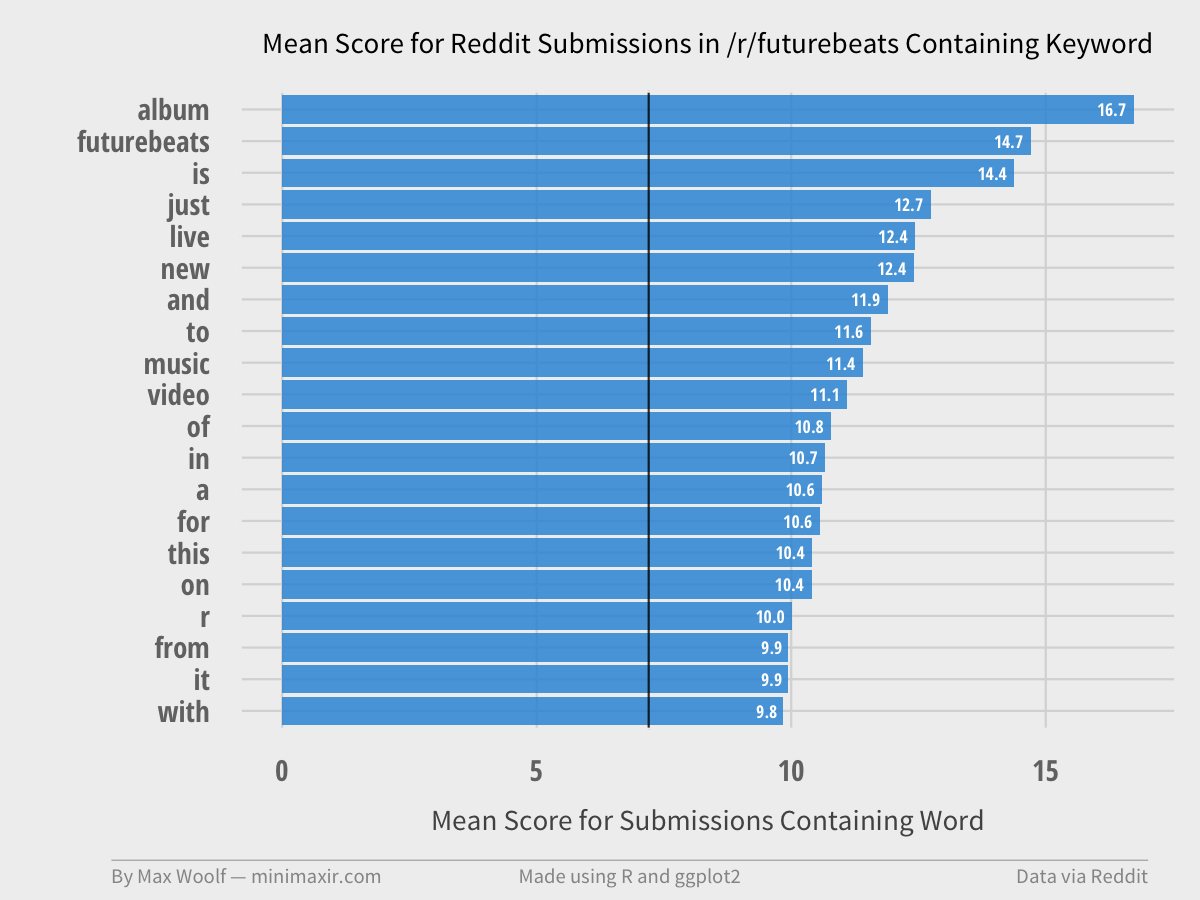 Mean Score for Reddit Submissions in /r/futurebeats Containing Keyword
album 16.7
futurebeats 14.7
is 14.4
just 12.7
live 12.4
new 12.4
and 11.9
to 11.6
music 11.4
video 11.1
of 10.8
in 10.7
a 10.6
for 10.6
this 10.4
on 10.4
r 10.0
from 9.9
it 9.9
with 9.8
0 5 10 15
Mean Score for Submissions Containing Word
By Max Woolf — minimaxir.com Made using R and ggplot2 Data via Reddit